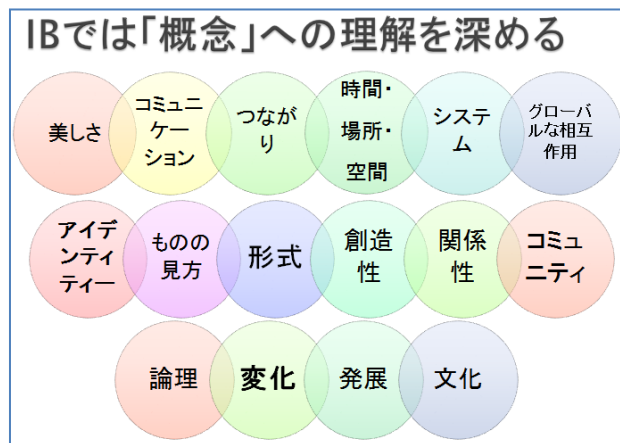 IBでは「概念」への理解を深める
美しさ
コミュニ
ケー
ション
つながり
り
時間・
場所・
空間
システ
ム
グローバ
ルな相互
作用
アイデ
ンティ
ティー
ものの
見方
形式
創造
性
関係
性
コミュ
ニティ
論理
変化
発展
文化